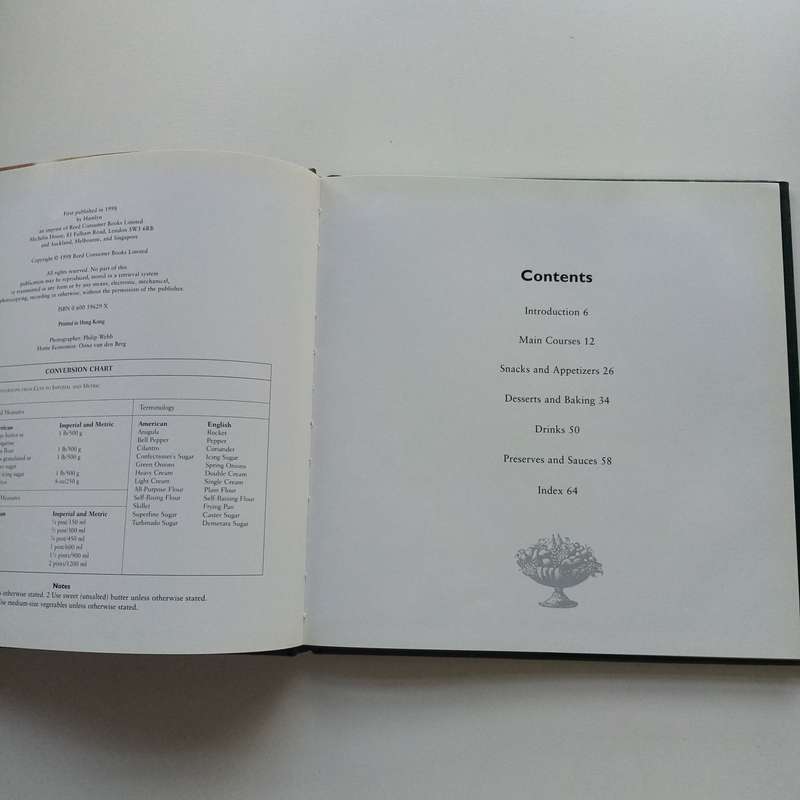 First published in 1998
by Hamlyn
an imprint of Reed Consumer Books Limited
Michelin House, 81 Fulham Road, London SW3 6RB
and Auckland, Melbourne, and Singapore
Copyright © 1998 Reed Consumer Books Limited
All rights reserved. No part of this
publication may be reproduced, stored in a retrieval system
or transmitted in any form or by any means, electronic, mechanical,
photocopying, recording or otherwise, without the permission of the publisher.
ISBN 0 600 59629 X
Printed in Hong Kong
Photographer: Philip Webb
Home Economist: Oona van den Berg
CONVERSION CHART
from Cups to Imperial and Metric
Measures
Terminology
Imperial and Metric
1 lb/500 g
1 lb/500 g
1 lb/500 g
1 lb/500 g
8 oz/250 g
Measures
Imperial and Metric
¼ pint/150 ml
½ pint/300 ml
¾ pint/450 ml
1 pint/600 ml
1½ pints/900 ml
2 pints/1200 ml
American English
Arugula Rocket
Bell Pepper Pepper
Cilantro Coriander
Confectioner's Sugar Icing Sugar
Green Onions Spring Onions
Heavy Cream Double Cream
Light Cream Single Cream
All-Purpose Flour Plain Flour
Self-Rising Flour Self-Raising Flour
Skillet Frying Pan
Superfine Sugar Caster Sugar
Turbinado Sugar Demerara Sugar
Notes
otherwise stated. 2 Use sweet (unsalted) butter unless otherwise stated.
Use medium-size vegetables unless otherwise stated.
Contents
Introduction 6
Main Courses 12
Snacks and Appetizers 26
Desserts and Baking 34
Drinks 50
Preserves and Sauces 58
Index 64